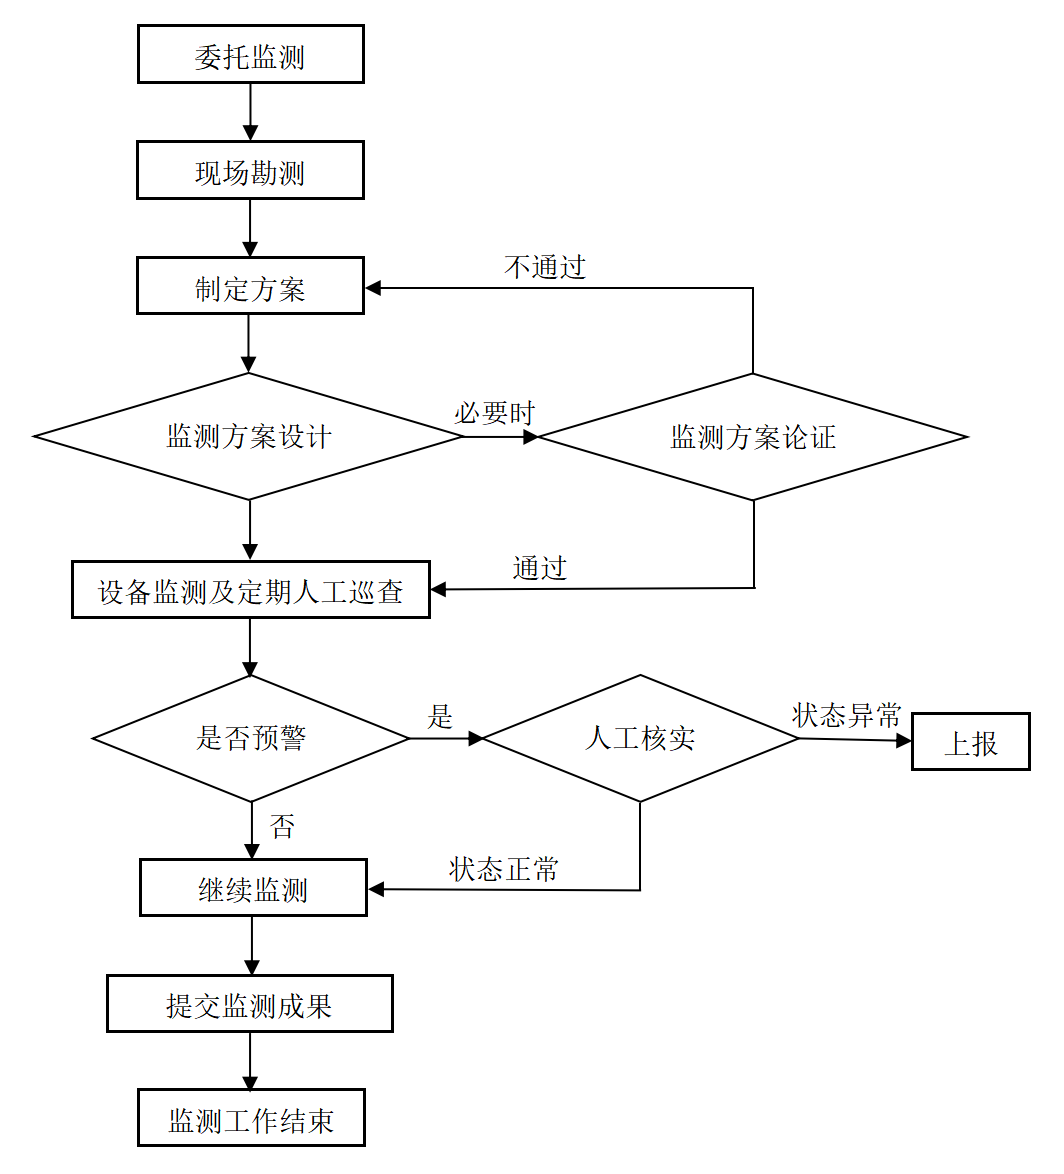 委托监测
现场勘测
制定方案
不通过
监测方案设计
必要时
监测方案论证
通过
设备监测及定期人工巡查
是否预警
是
人工核实
状态异常
上报
否
状态正常
继续监测
提交监测成果
监测工作结束